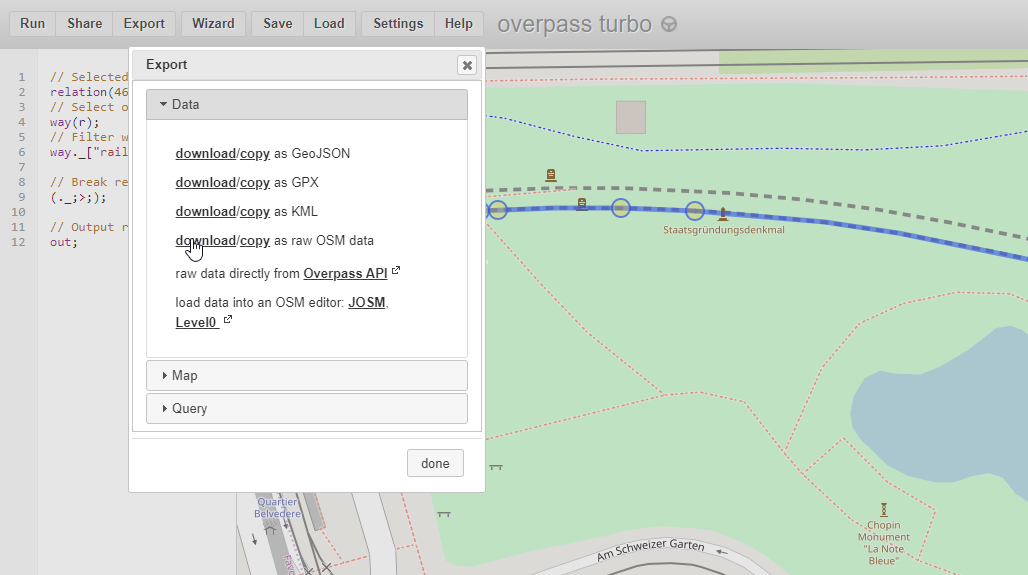 Run Share Export Wizard Save Load Settings Help overpass turbo
Export
Data
download/copy as GeoJSON
download/copy as GPX
download/copy as KML
download/copy as raw OSM data
raw data directly from Overpass API
load data into an OSM editor: JOSM,
Level0
Map
Query
done
1 // Selected
2 relation(46
3 // Select o
4 way(r);
5 // Filter w
6 way._["rail
7
8 // Break re
9 (._;>;);
10
11 // Output r
12 out;
Staatsgründungsdenkmal
Quartier
Belvedere
Am Schweizer Garten
Chopin
Monument
"La Note
Bleue"